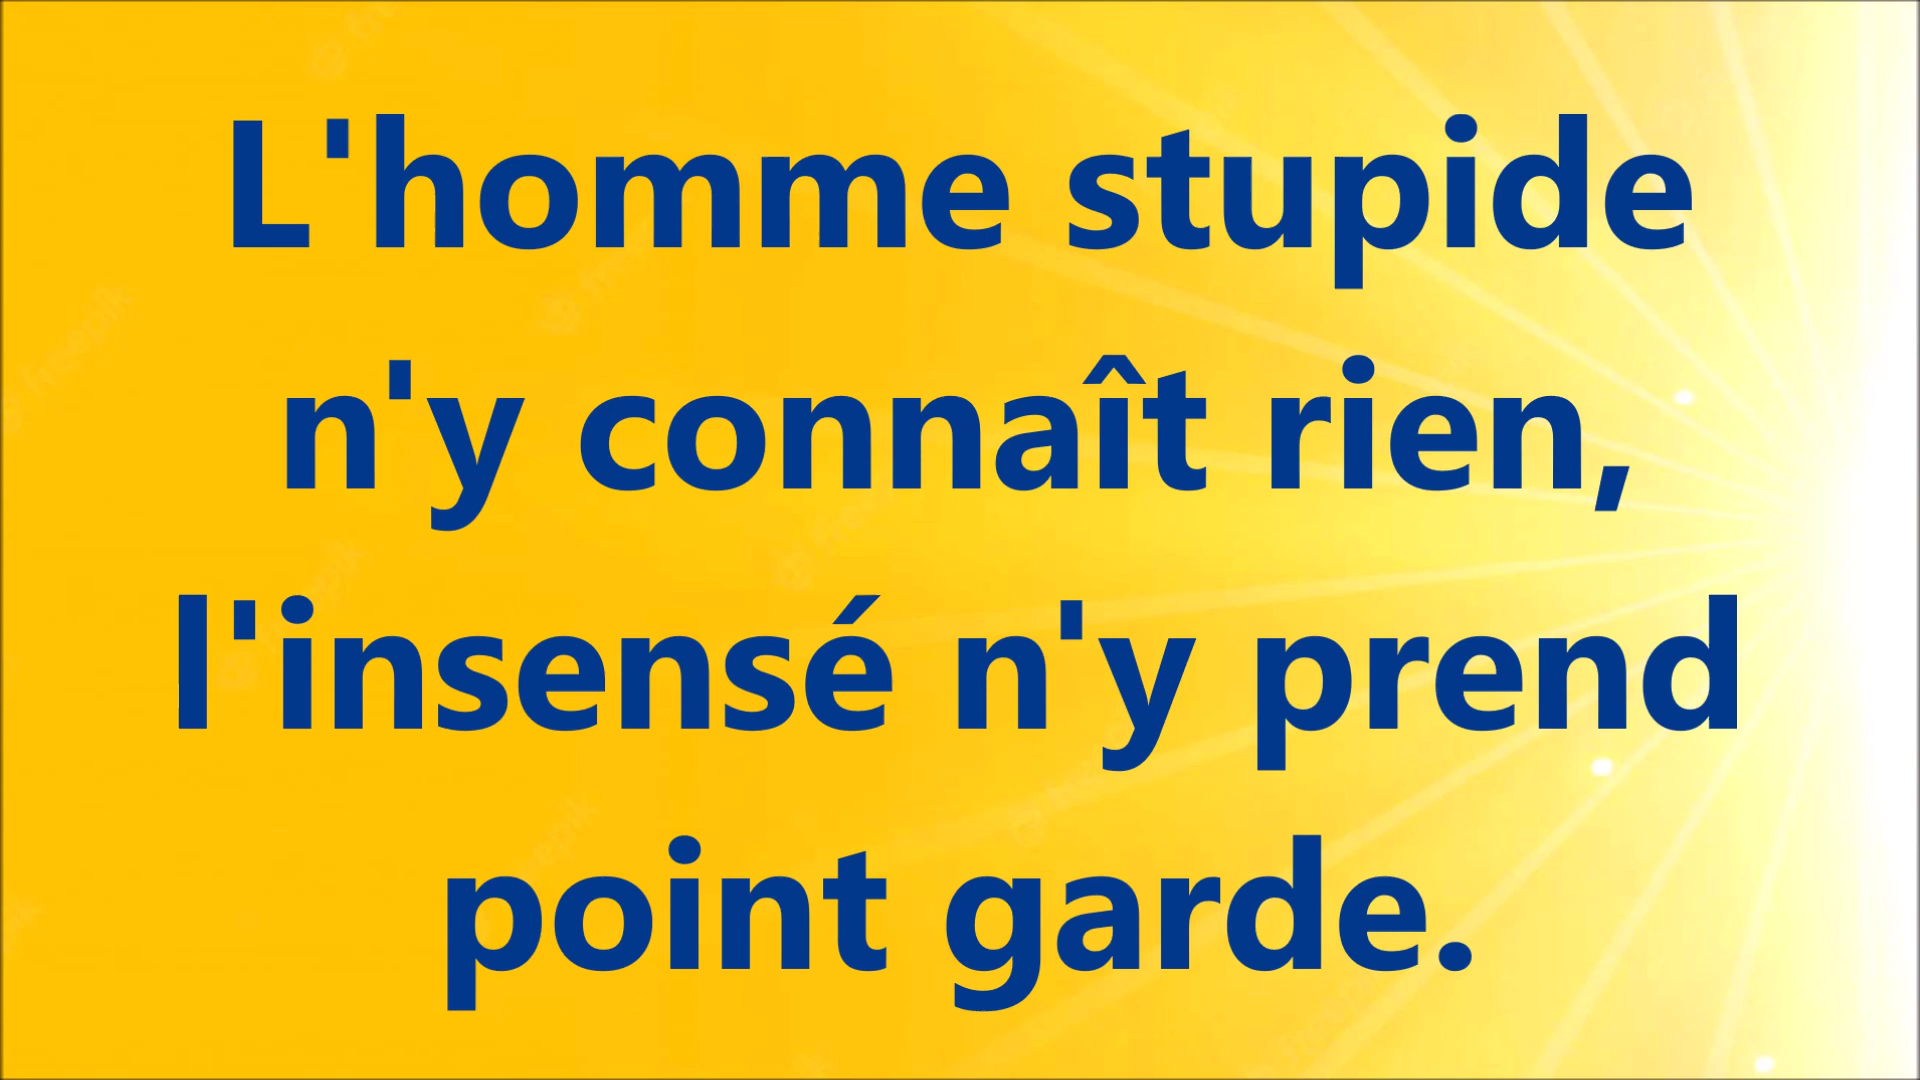 L'homme stupide
n'y connaît rien,
l'insensé n'y prend
point garde.